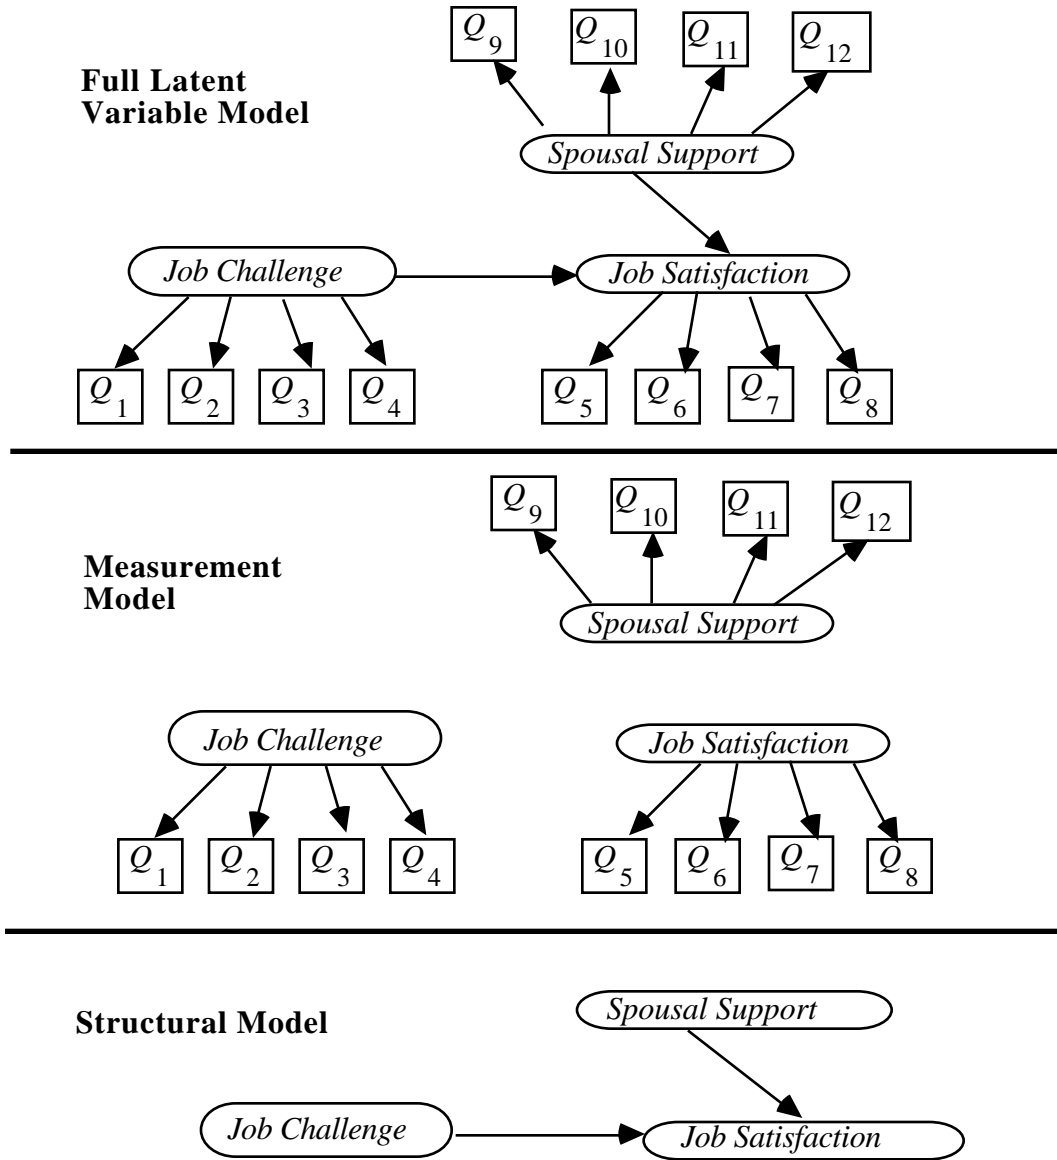 Q9 Q10 Q11 Q12
Full Latent
Variable Model
Spousal Support
Job Challenge Job Satisfaction
Q1 Q2 Q3 Q4 Q5 Q6 Q7 Q8
Q9 Q10 Q11 Q12
Measurement
Model
Spousal Support
Job Challenge Job Satisfaction
Q1 Q2 Q3 Q4 Q5 Q6 Q7 Q8
Structural Model
Spousal Support
Job Challenge Job Satisfaction